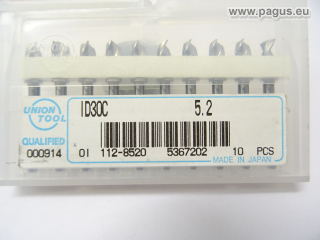 www.pagus.eu
ID30C 5.2
UNION TOOL
QUALIFIED
000914 01 112-8520 5367202 10 PCS
MADE IN JAPAN